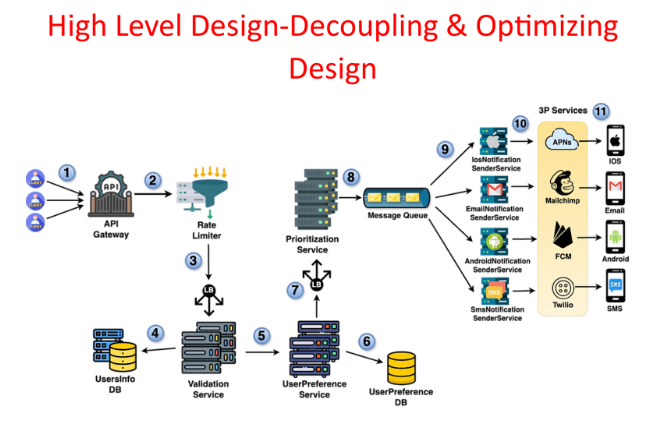 High Level Design-Decoupling & Optimizing
Design
3P Services
11
10
9
8
7
6
5
4
3
2
1
CLIENT
CLIENT
CLIENT
API
API
Gateway
Rate
Limiter
LB
UsersInfo
DB
Validation
Service
UserPreference
Service
UserPreference
DB
LB
Prioritization
Service
Message Queue
IosNotification
SenderService
EmailNotification
SenderService
AndroidNotification
SenderService
SMS
SmsNotification
SenderService
APNs
Mailchimp
FCM
Twilio
IOS
Email
Android
SMS
SMS